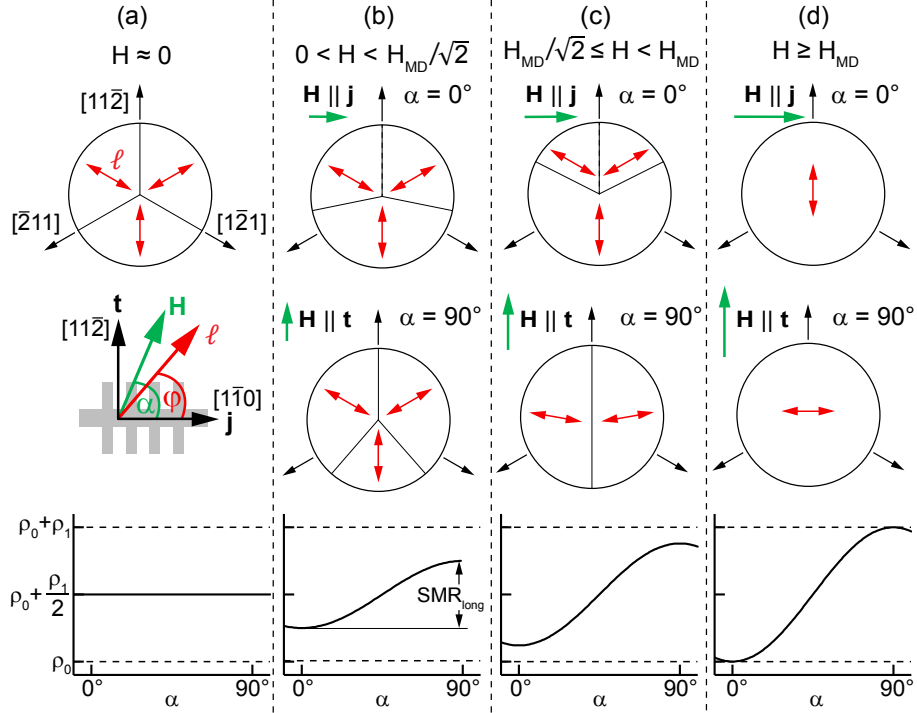 (a)
H ≈ 0
[112̄]
ℓ
[2̄11]
[12̄1]
t
[112̄]
H
ℓ
α
φ
[11̄0]
j
ρ₀+ρ₁
ρ₀+ρ₁/2
ρ₀
0°
90°
α
(b)
0 < H < H_MD/√2
H || j α = 0°
H || t α = 90°
SMR_long
0°
90°
α
(c)
H_MD/√2 ≤ H < H_MD
H || j α = 0°
H || t α = 90°
0°
90°
α
(d)
H ≥ H_MD
H || j α = 0°
H || t α = 90°
0°
90°
α